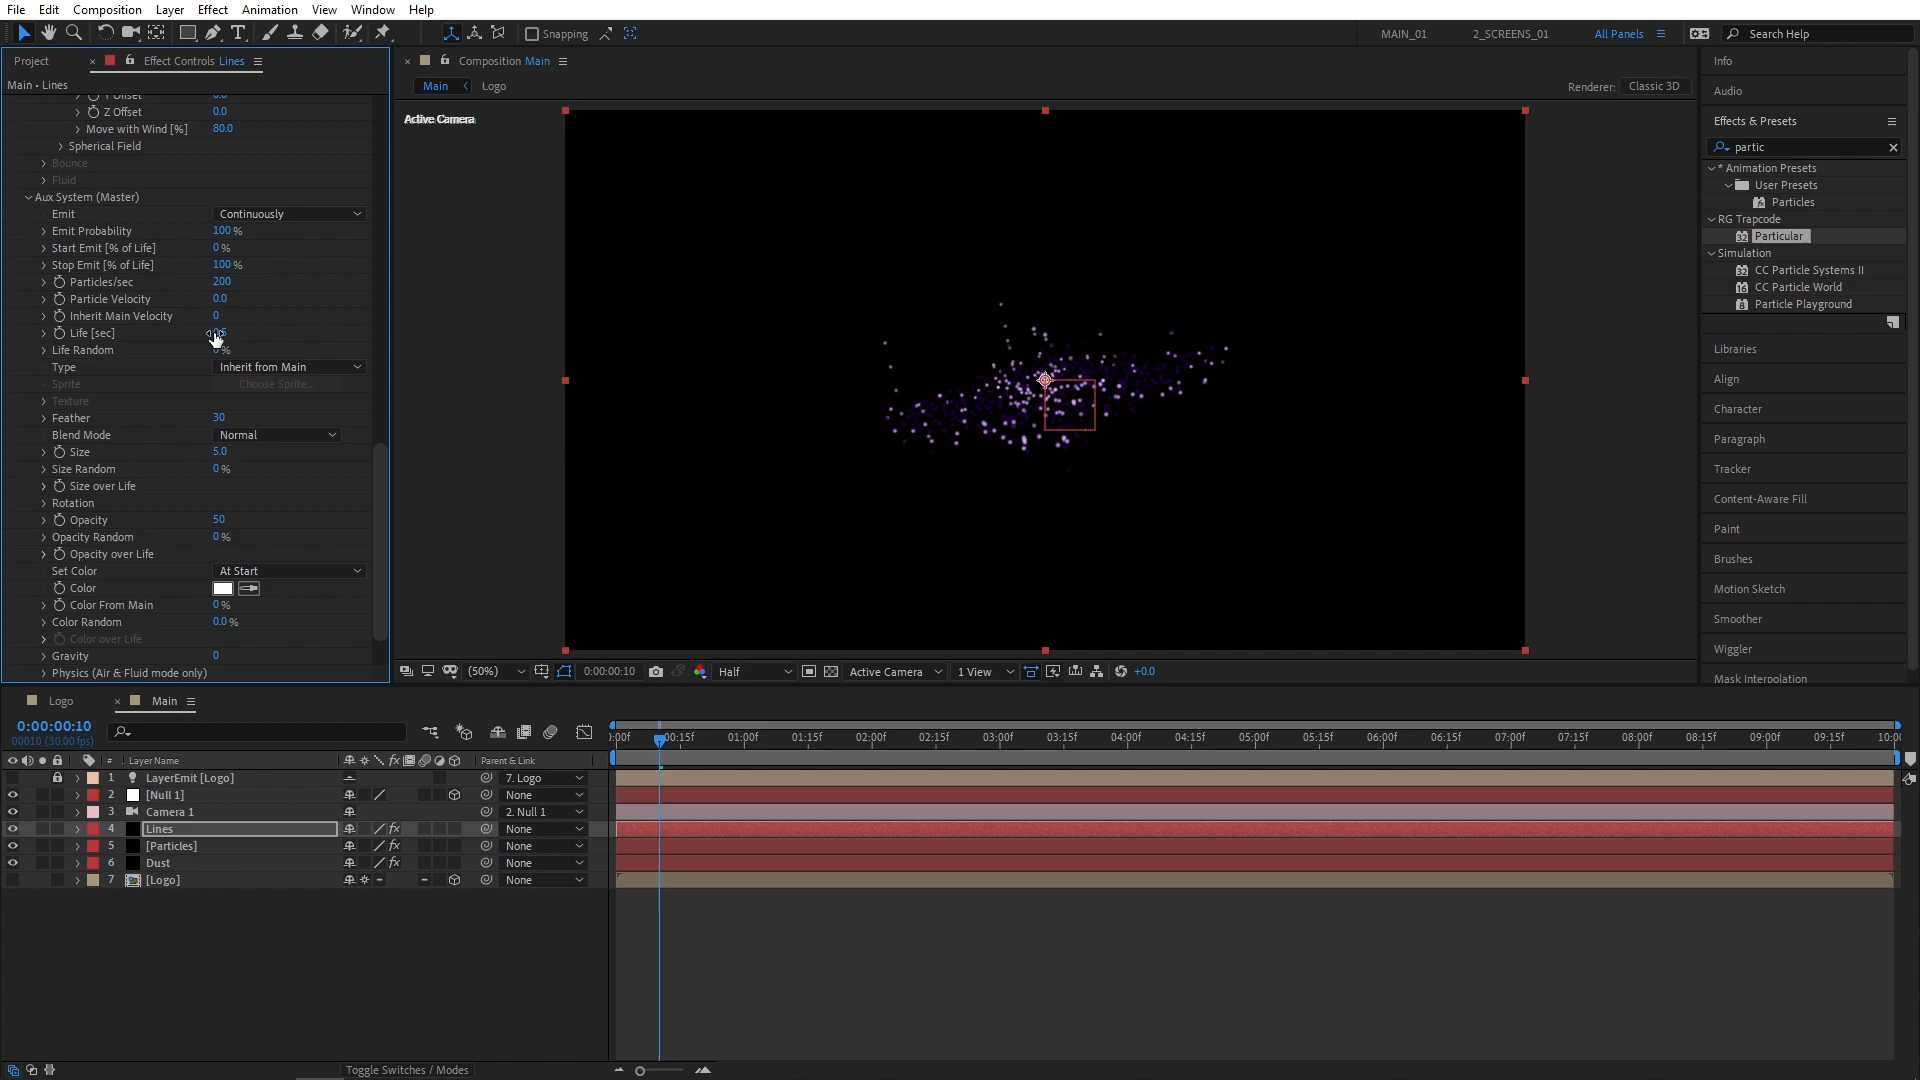 File Edit Composition Layer Effect Animation View Window Help
Snapping
MAIN_01 2_SCREENS_01 All Panels Search Help
Project × Effect Controls Lines
Main • Lines
Y Offset 0.0
Z Offset 0.0
Move with Wind [%] 80.0
Spherical Field
Bounce
Fluid
Aux System (Master)
Emit Continuously
Emit Probability 100 %
Start Emit [% of Life] 0 %
Stop Emit [% of Life] 100 %
Particles/sec 200
Particle Velocity 0.0
Inherit Main Velocity 0
Life [sec]
Life Random %
Type Inherit from Main
Sprite Choose Sprite...
Texture
Feather 30
Blend Mode Normal
Size 5.0
Size Random 0 %
Size over Life
Rotation
Opacity 50
Opacity Random 0 %
Opacity over Life
Set Color At Start
Color
Color From Main 0 %
Color Random 0.0 %
Color over Life
Gravity 0
Physics (Air & Fluid mode only)
× Composition Main
Main Logo
Renderer: Classic 3D
Active Camera
(50%) 0:00:00:10 Half Active Camera 1 View +0.0
Info
Audio
Effects & Presets
partic
* Animation Presets
User Presets
Particles
RG Trapcode
32 Particular
Simulation
32 CC Particle Systems II
16 CC Particle World
8 Particle Playground
Libraries
Align
Character
Paragraph
Tracker
Content-Aware Fill
Paint
Brushes
Motion Sketch
Smoother
Wiggler
Mask Interpolation
Logo × Main
0:00:00:10
00010 (30.00 fps)
):00f 00:15f 01:00f 01:15f 02:00f 02:15f 03:00f 03:15f 04:00f 04:15f 05:00f 05:15f 06:00f 06:15f 07:00f 07:15f 08:00f 08:15f 09:00f 09:15f 10:0
# Layer Name fx Parent & Link
1 LayerEmit [Logo] 7. Logo
2 [Null 1] None
3 Camera 1 2. Null 1
4 Lines fx None
5 [Particles] fx None
6 Dust fx None
7 [Logo] None
Toggle Switches / Modes